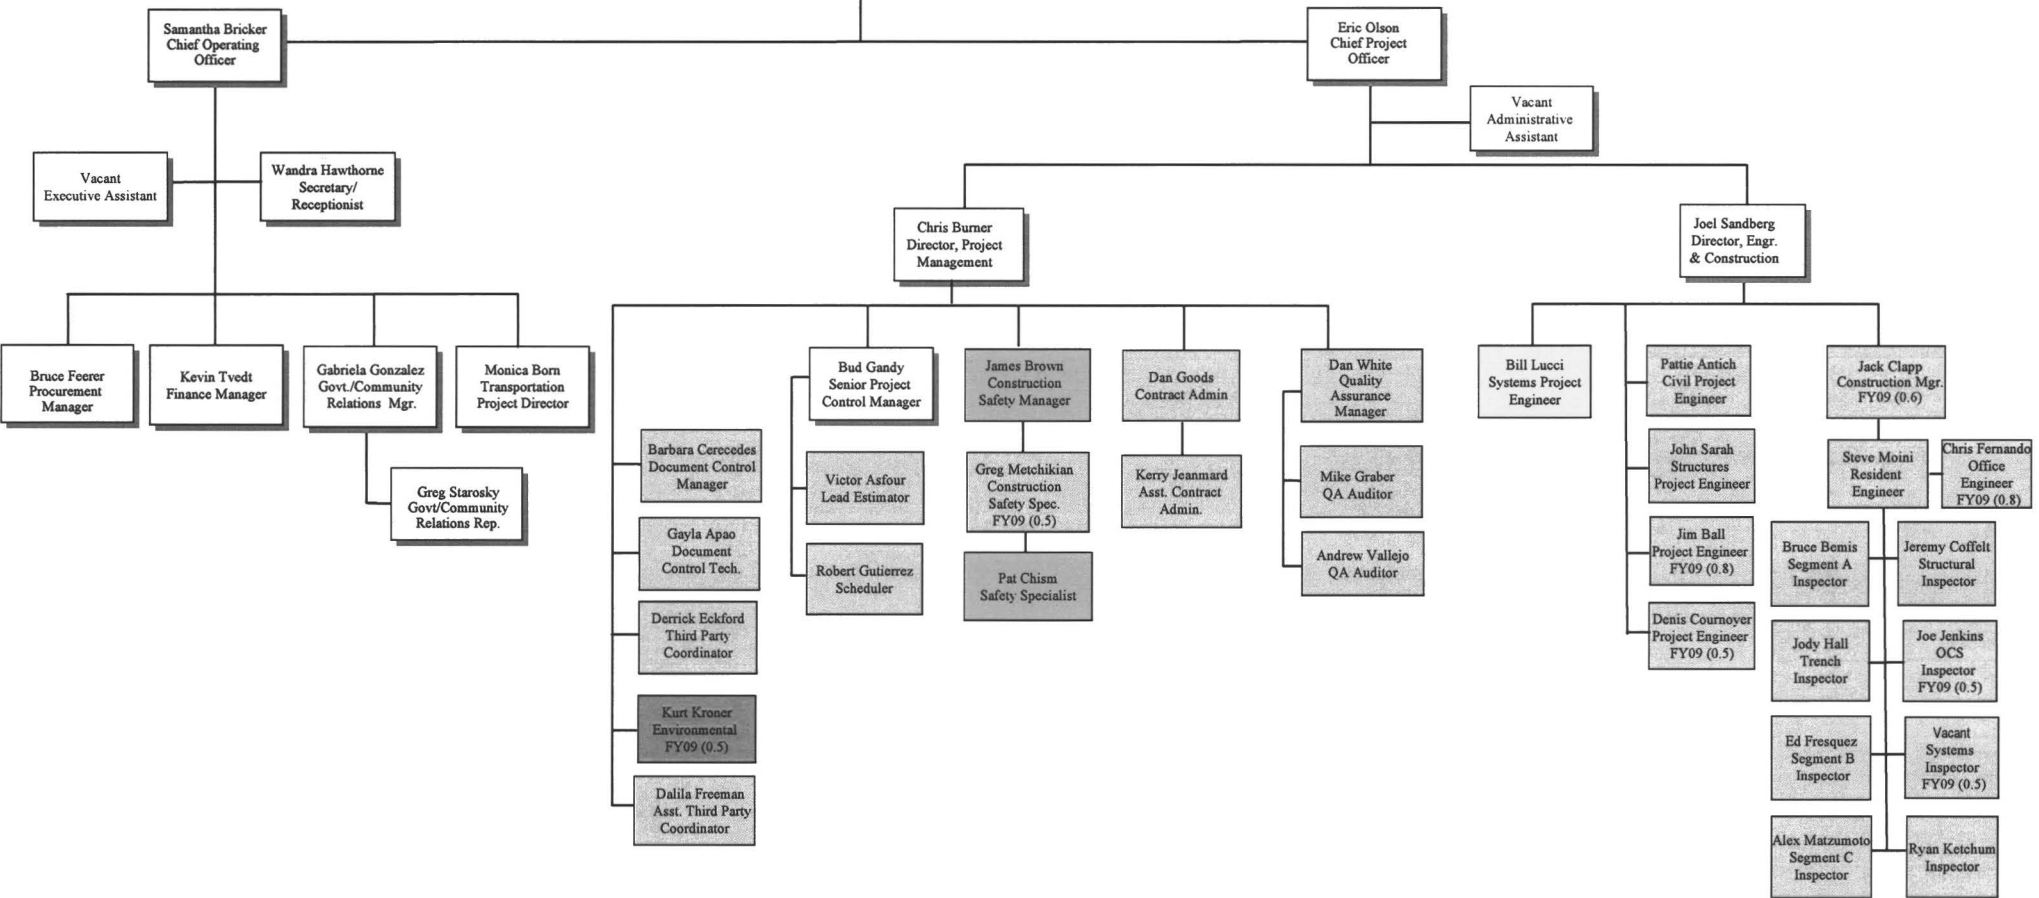 Samantha Bricker
Chief Operating
Officer
Eric Olson
Chief Project
Officer
Vacant
Administrative
Assistant
Vacant
Executive Assistant
Wandra Hawthorne
Secretary/
Receptionist
Chris Burner
Director, Project
Management
Joel Sandberg
Director, Engr.
& Construction
Bruce Feerer
Procurement
Manager
Kevin Tvedt
Finance Manager
Gabriela Gonzalez
Govt./Community
Relations Mgr.
Monica Born
Transportation
Project Director
Greg Starosky
Govt/Community
Relations Rep.
Barbara Cerecedes
Document Control
Manager
Gayla Apao
Document
Control Tech.
Derrick Eckford
Third Party
Coordinator
Kurt Kroner
Environmental
FY09 (0.5)
Dalila Freeman
Asst. Third Party
Coordinator
Bud Gandy
Senior Project
Control Manager
Victor Asfour
Lead Estimator
Robert Gutierrez
Scheduler
James Brown
Construction
Safety Manager
Greg Metchikian
Construction
Safety Spec.
FY09 (0.5)
Pat Chism
Safety Specialist
Dan Goods
Contract Admin
Kerry Jeanmard
Asst. Contract
Admin.
Dan White
Quality
Assurance
Manager
Mike Graber
QA Auditor
Andrew Vallejo
QA Auditor
Bill Lucci
Systems Project
Engineer
Pattie Antich
Civil Project
Engineer
John Sarah
Structures
Project Engineer
Jim Ball
Project Engineer
FY09 (0.8)
Denis Cournoyer
Project Engineer
FY09 (0.5)
Jack Clapp
Construction Mgr.
FY09 (0.6)
Steve Moini
Resident
Engineer
Chris Fernando
Office
Engineer
FY09 (0.8)
Bruce Bemis
Segment A
Inspector
Jeremy Coffelt
Structural
Inspector
Jody Hall
Trench
Inspector
Joe Jenkins
OCS
Inspector
FY09 (0.5)
Ed Fresquez
Segment B
Inspector
Vacant
Systems
Inspector
FY09 (0.5)
Alex Matzumoto
Segment C
Inspector
Ryan Ketchum
Inspector